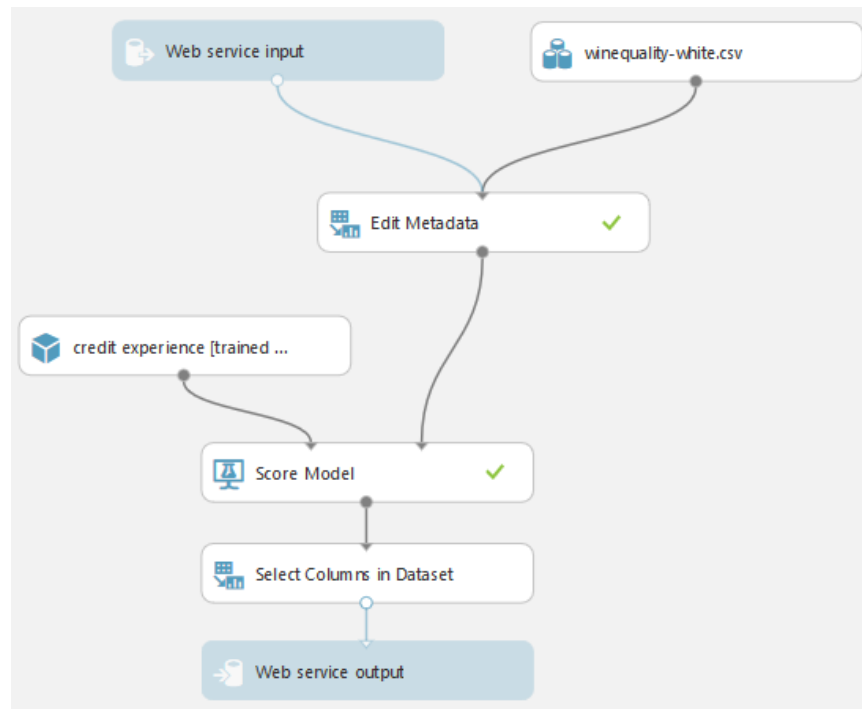 Web service input
winequality-white.csv
Edit Metadata
credit experience [trained ...
Score Model
Select Columns in Dataset
Web service output